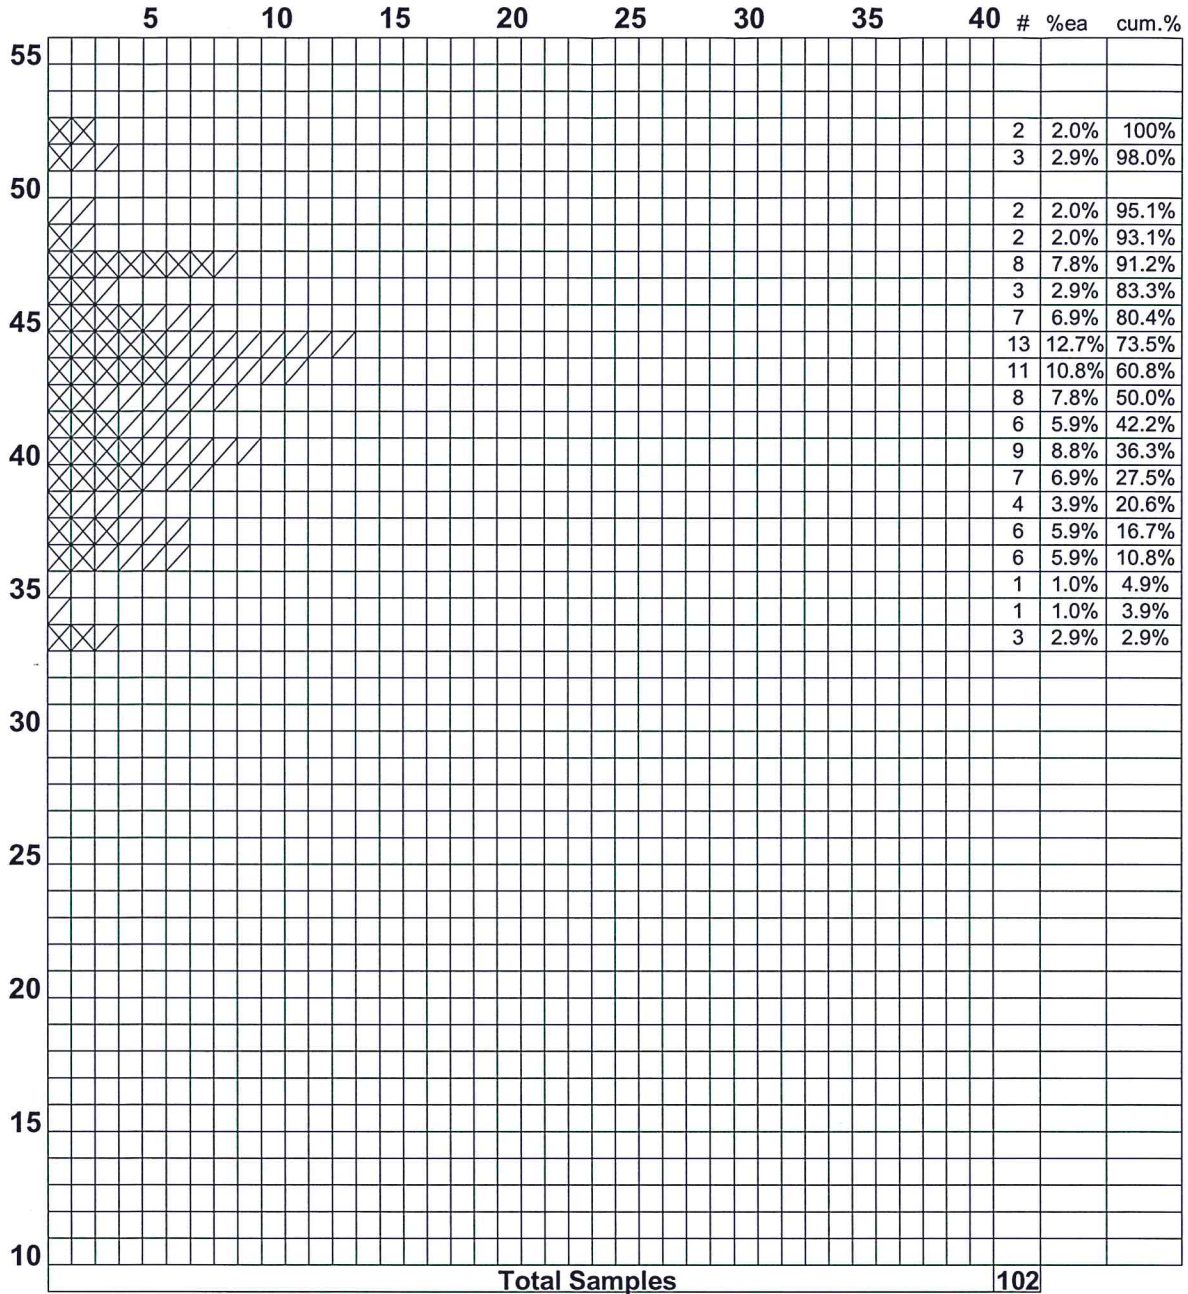 5 10 15 20 25 30 35 40 # %ea cum.%
55
2 2.0% 100%
3 2.9% 98.0%
50
2 2.0% 95.1%
2 2.0% 93.1%
8 7.8% 91.2%
3 2.9% 83.3%
45 7 6.9% 80.4%
13 12.7% 73.5%
11 10.8% 60.8%
8 7.8% 50.0%
6 5.9% 42.2%
40 9 8.8% 36.3%
7 6.9% 27.5%
4 3.9% 20.6%
6 5.9% 16.7%
6 5.9% 10.8%
35 1 1.0% 4.9%
1 1.0% 3.9%
3 2.9% 2.9%
30
25
20
15
10
Total Samples 102